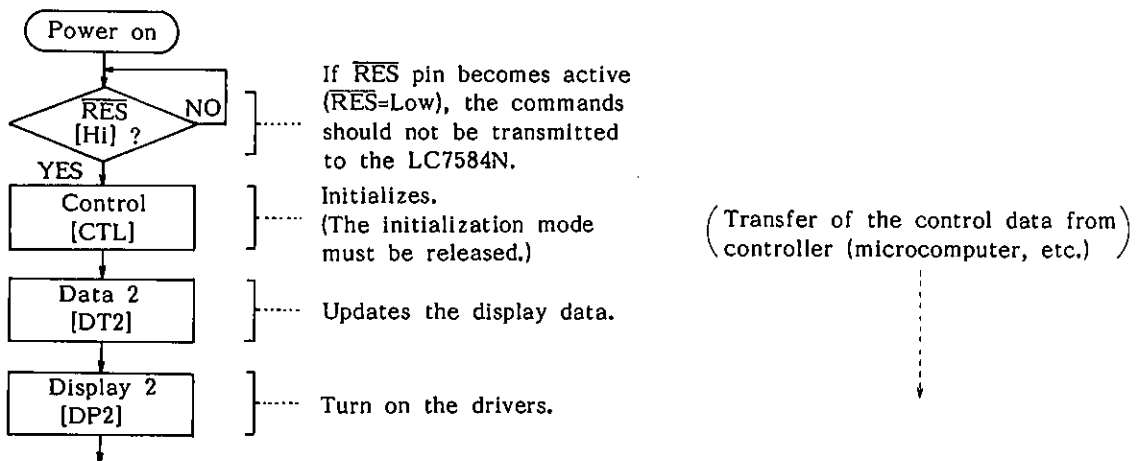 Power on
RES
[Hi] ?
NO
YES
If RES pin becomes active
(RES=Low), the commands
should not be transmitted
to the LC7584N.
Control
[CTL]
Initializes.
(The initialization mode
must be released.)
(Transfer of the control data from
controller (microcomputer, etc.))
Data 2
[DT2]
Updates the display data.
Display 2
[DP2]
Turn on the drivers.